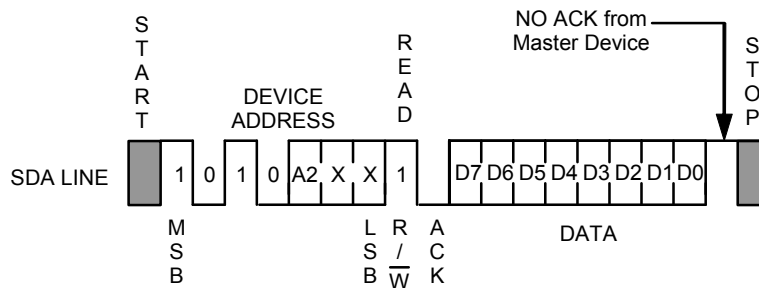 NO ACK from
Master Device
START
READ
STOP
DEVICE
ADDRESS
SDA LINE
1 0 1 0 A2 X X 1 D7 D6 D5 D4 D3 D2 D1 D0
MSB
LSB
R/W
ACK
DATA